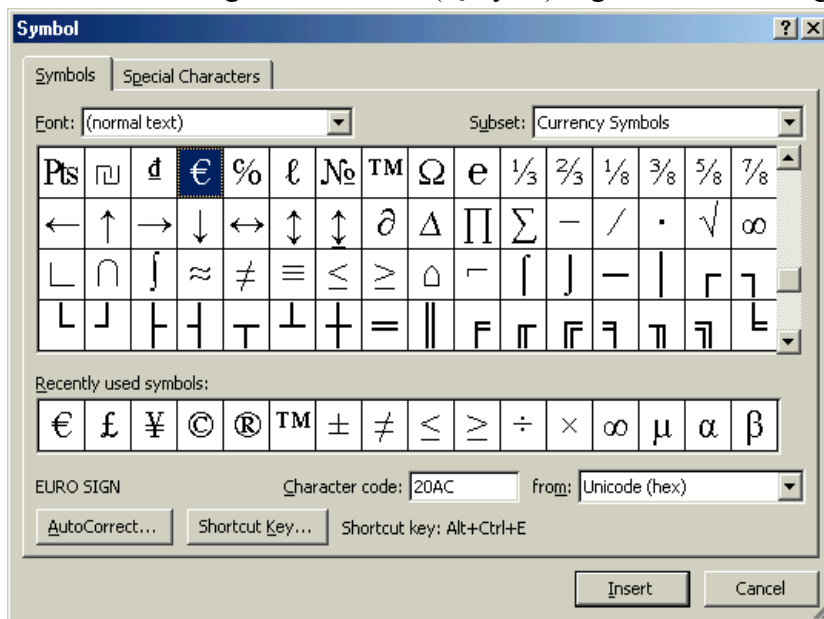 Symbol
Symbols Special Characters
Font: (normal text) Subset: Currency Symbols
₧ ₪ ₫ € ℅ ℓ № ™ Ω ℮ ⅓ ⅔ ⅛ ⅜ ⅝ ⅞
← ↑ → ↓ ↔ ↕ ↨ ∂ ∆ ∏ ∑ − ∕ ∙ √ ∞
∟ ∩ ∫ ≈ ≠ ≡ ≤ ≥ ⌂ ⌐ ⌠ ⌡ ─ │ ┌ ┐
└ ┘ ├ ┤ ┬ ┴ ┼ ═ ║ ╒ ╓ ╔ ╕ ╖ ╗ ╘
Recently used symbols:
€ £ ¥ © ® ™ ± ≠ ≤ ≥ ÷ × ∞ µ α β
EURO SIGN Character code: 20AC from: Unicode (hex)
AutoCorrect... Shortcut Key... Shortcut key: Alt+Ctrl+E
Insert Cancel